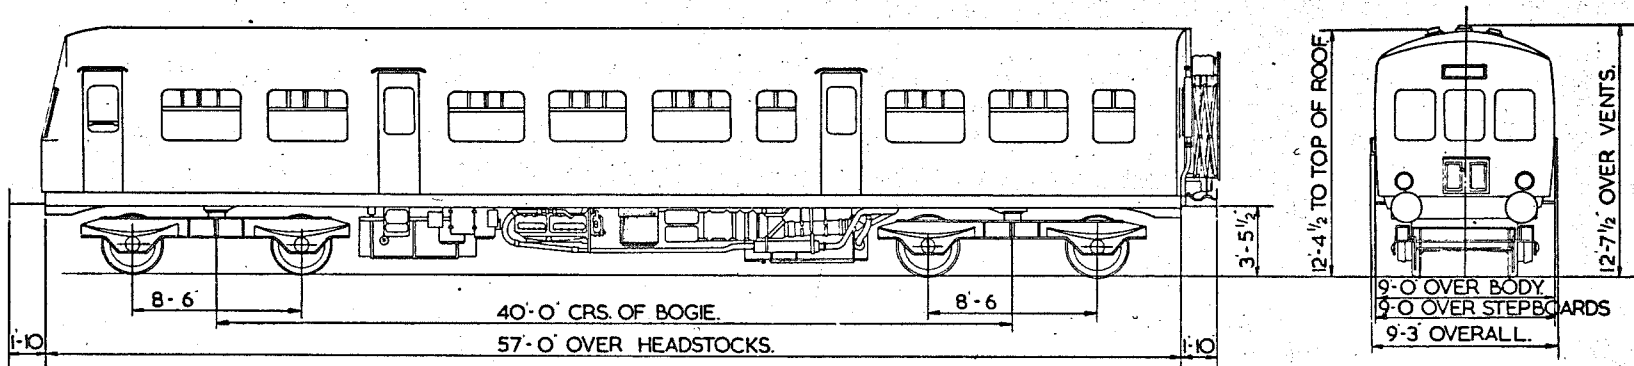 8'-6"
40'-0" CRS. OF BOGIE.
8'-6
1'-10
57'-0" OVER HEADSTOCKS.
1'-10
3'-5½"
12'-4½ TO TOP OF ROOF.
12'-7½" OVER VENTS.
9'-0" OVER BODY.
9'-0 OVER STEPBOARDS
9'-3" OVERALL.